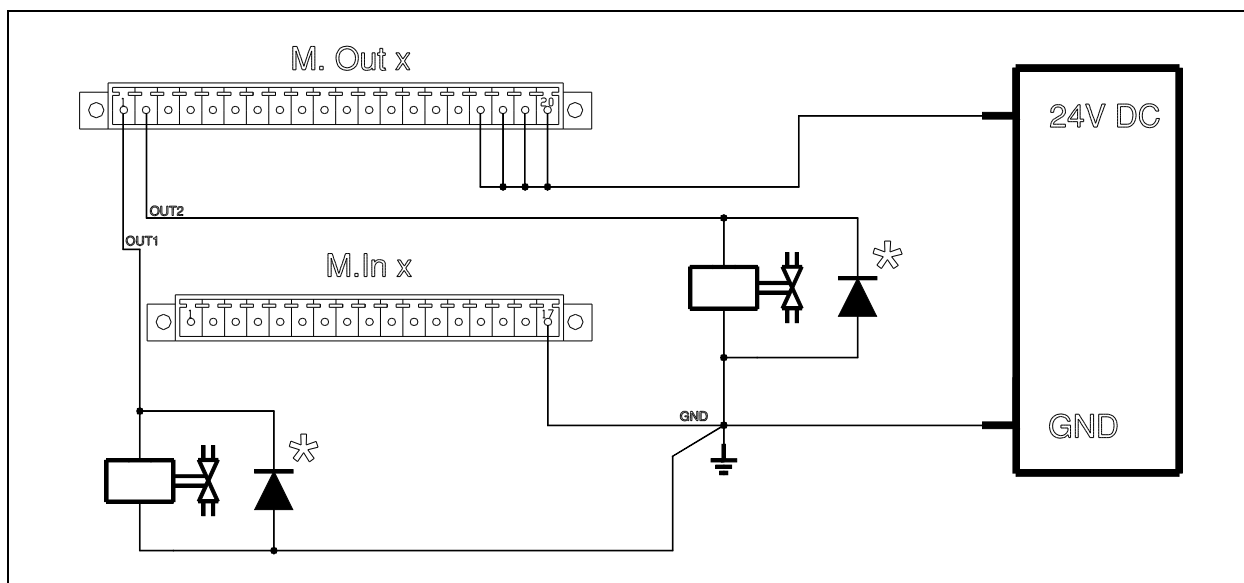 M. Out x
1 20
24V DC
OUT2
OUT1
*
M.In x
1 17
GND
GND
*